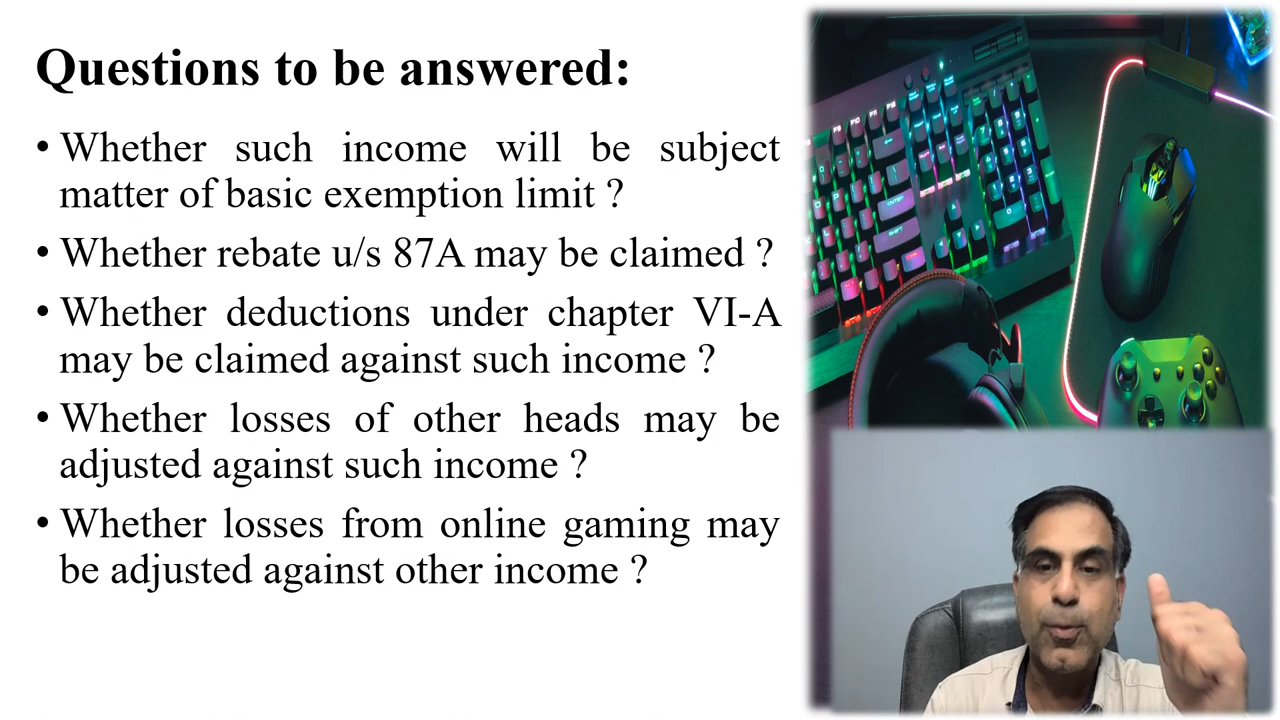 Questions to be answered:
• Whether such income will be subject
matter of basic exemption limit ?
• Whether rebate u/s 87A may be claimed ?
• Whether deductions under chapter VI-A
may be claimed against such income ?
• Whether losses of other heads may be
adjusted against such income ?
• Whether losses from online gaming may
be adjusted against other income ?